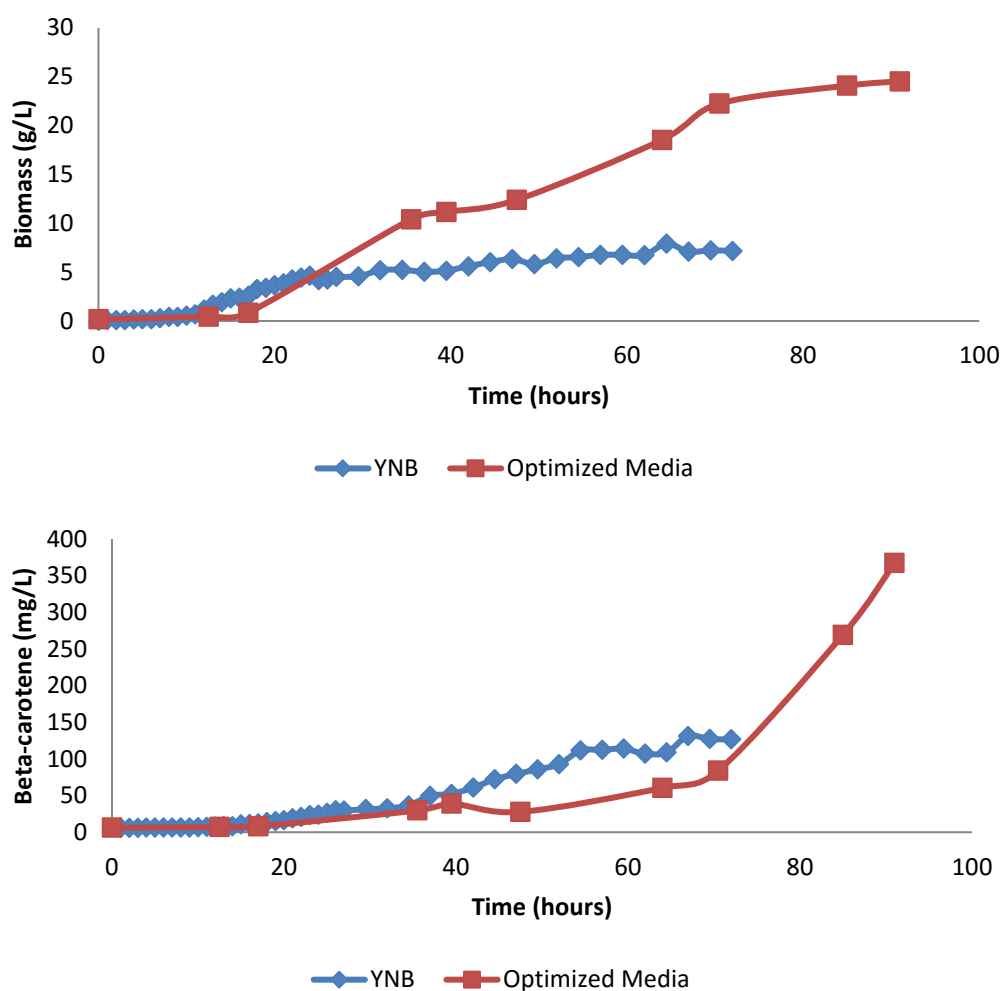 30
25
20
15
10
5
0
Biomass (g/L)
0 20 40 60 80 100
Time (hours)
YNB Optimized Media
400
350
300
250
200
150
100
50
0
Beta-carotene (mg/L)
0 20 40 60 80 100
Time (hours)
YNB Optimized Media